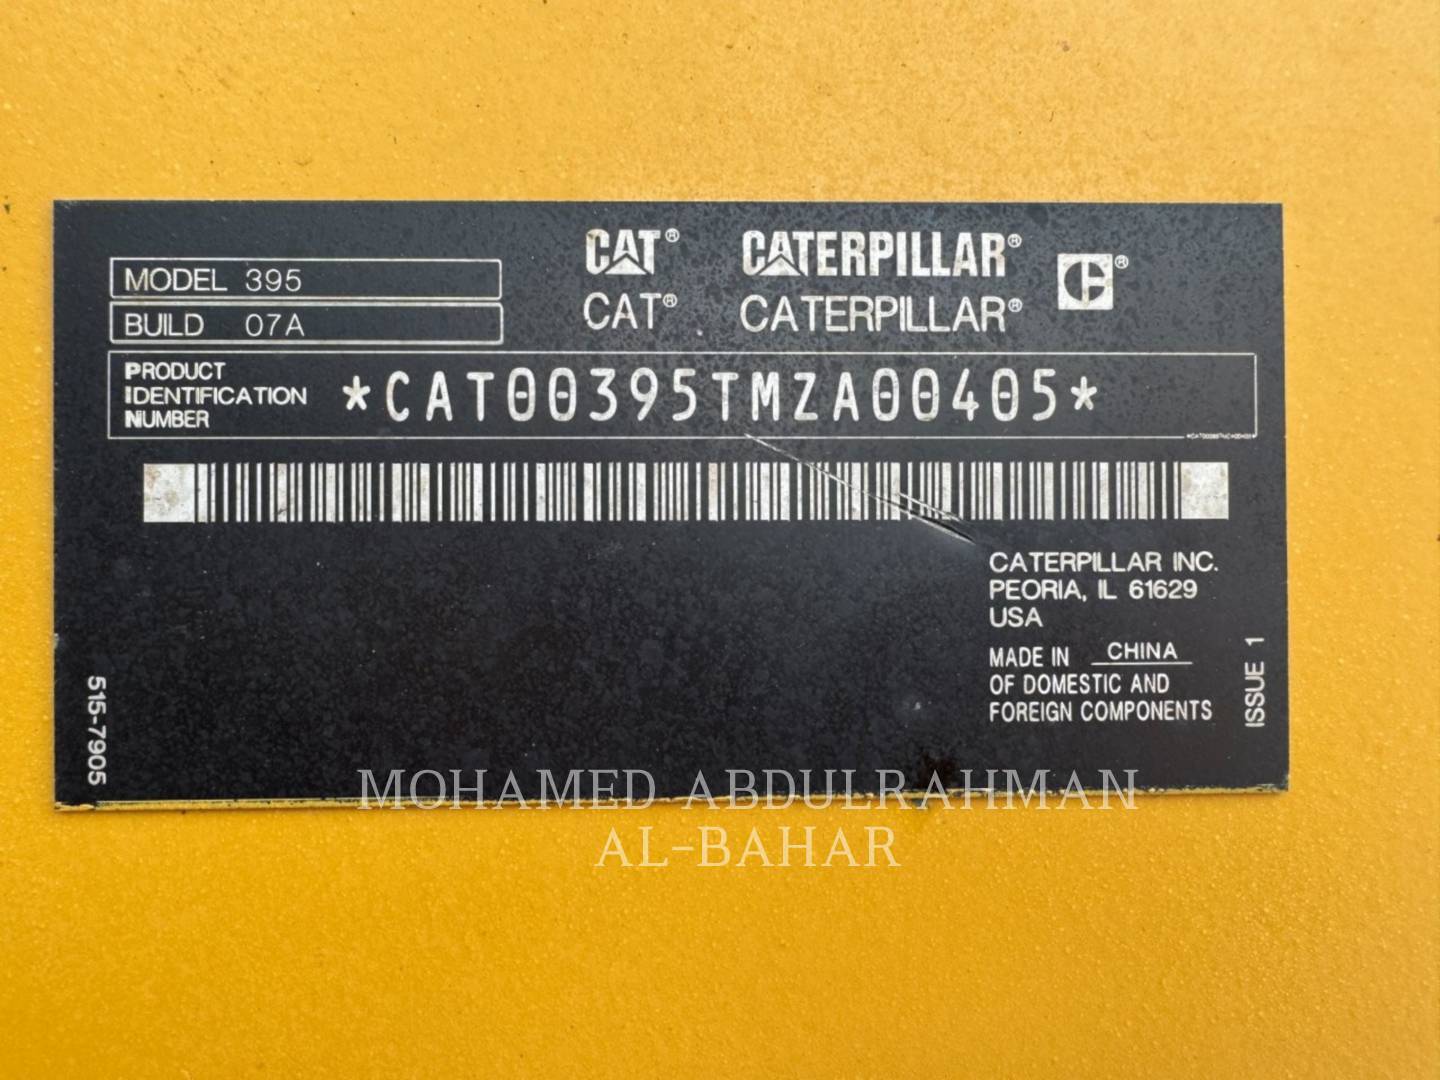 CAT® CATERPILLAR® C®
CAT® CATERPILLAR®
MODEL 395
BUILD 07A
PRODUCT
IDENTIFICATION
NUMBER
*CAT00395TMZA00405*
CATERPILLAR INC.
PEORIA, IL 61629
USA
MADE IN CHINA
OF DOMESTIC AND
FOREIGN COMPONENTS
ISSUE 1
515-7905
MOHAMED ABDULRAHMAN
AL-BAHAR